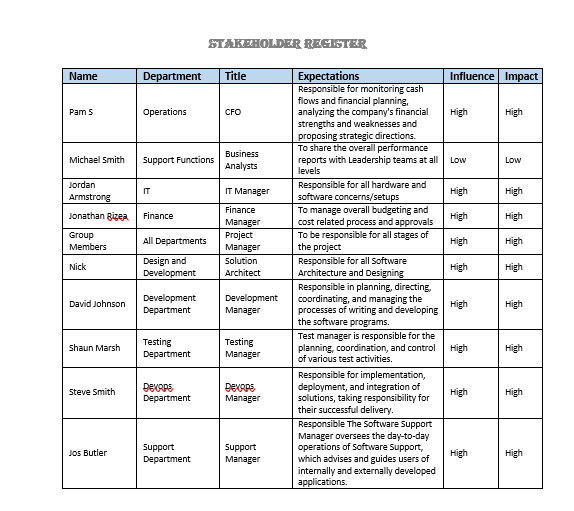 STAKEHOLDER REGISTER
Name Department Title Expectations Influence Impact
Pam S Operations CFO Responsible for monitoring cash
flows and financial planning,
analyzing the company's financial
strengths and weaknesses and
proposing strategic directions. High High
Michael Smith Support Functions Business
Analysts To share the overall performance
reports with Leadership teams at all
levels Low Low
Jordan
Armstrong IT IT Manager Responsible for all hardware and
software concerns/setups High High
Jonathan Rizea Finance Finance
Manager To manage overall budgeting and
cost related process and approvals High High
Group
Members All Departments Project
Manager To be responsible for all stages of
the project High High
Nick Design and
Development Solution
Architect Responsible for all Software
Architecture and Designing High High
David Johnson Development
Department Development
Manager Responsible in planning, directing,
coordinating, and managing the
processes of writing and developing
the software programs. High High
Shaun Marsh Testing
Department Testing
Manager Test manager is responsible for the
planning, coordination, and control
of various test activities. High High
Steve Smith Devops
Department Devops
Manager Responsible for implementation,
deployment, and integration of
solutions, taking responsibility for
their successful delivery. High High
Jos Butler Support
Department Support
Manager Responsible The Software Support
Manager oversees the day-to-day
operations of Software Support,
which advises and guides users of
internally and externally developed
applications. High High